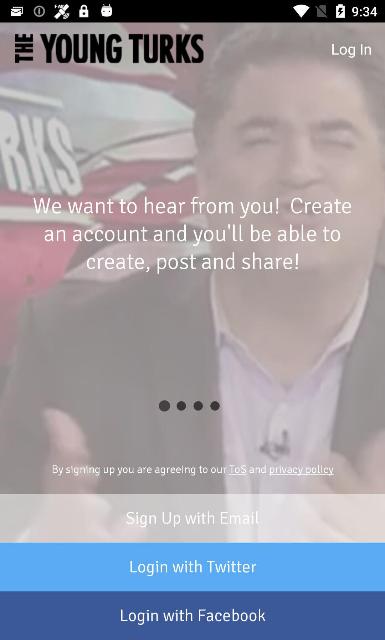 9:34
THE YOUNG TURKS
Log In
RKS
We want to hear from you!  Create
an account and you'll be able to
create, post and share!
By signing up you are agreeing to our ToS and privacy policy
Sign Up with Email
Login with Twitter
Login with Facebook